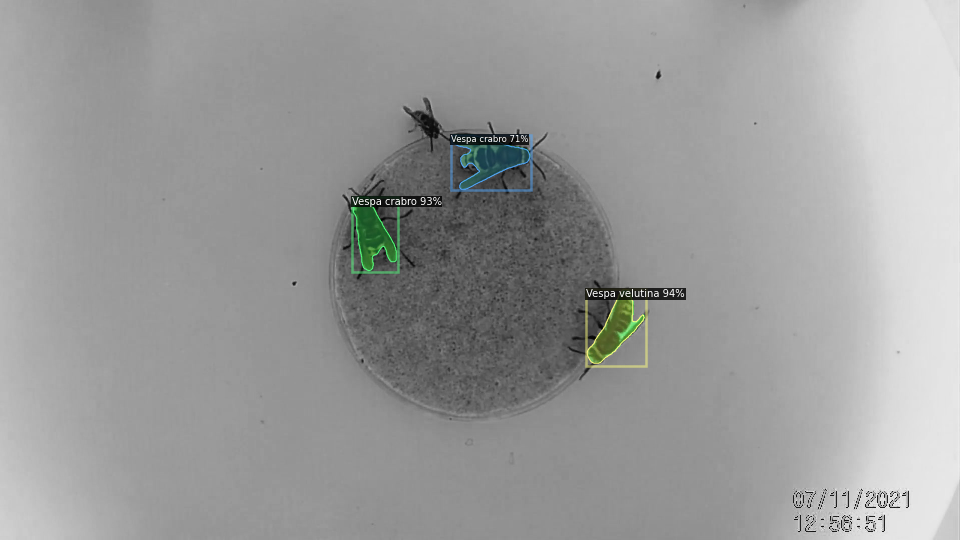 Vespa crabro 71%
Vespa crabro 93%
Vespa velutina 94%
07/11/2021
12:56:51